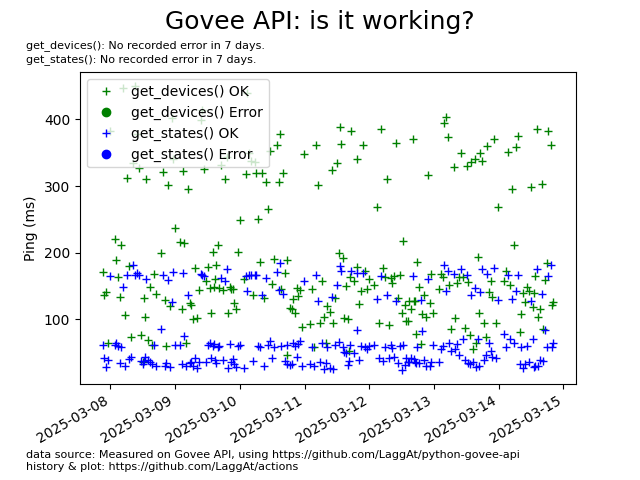 Govee API: is it working?
get_devices(): No recorded error in 7 days.
get_states(): No recorded error in 7 days.
get_devices() OK
get_devices() Error
get_states() OK
get_states() Error
Ping (ms)
400
300
200
100
2025-03-08
2025-03-09
2025-03-10
2025-03-11
2025-03-12
2025-03-13
2025-03-14
2025-03-15
data source: Measured on Govee API, using https://github.com/LaggAt/python-govee-api
history & plot: https://github.com/LaggAt/actions